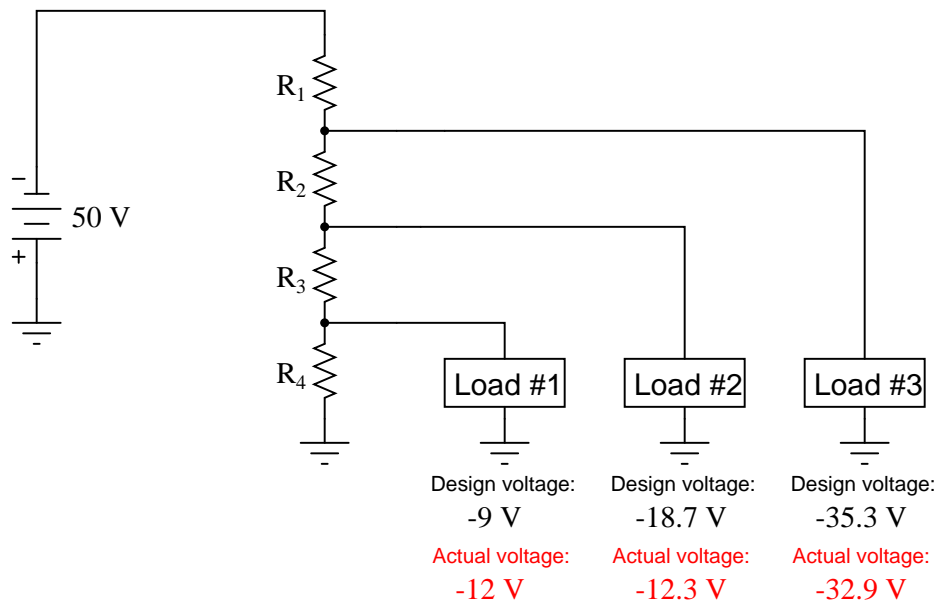 R1
R2
50 V
R3
R4
Load #1 Load #2 Load #3
Design voltage: Design voltage: Design voltage:
-9 V -18.7 V -35.3 V
Actual voltage: Actual voltage: Actual voltage:
-12 V -12.3 V -32.9 V